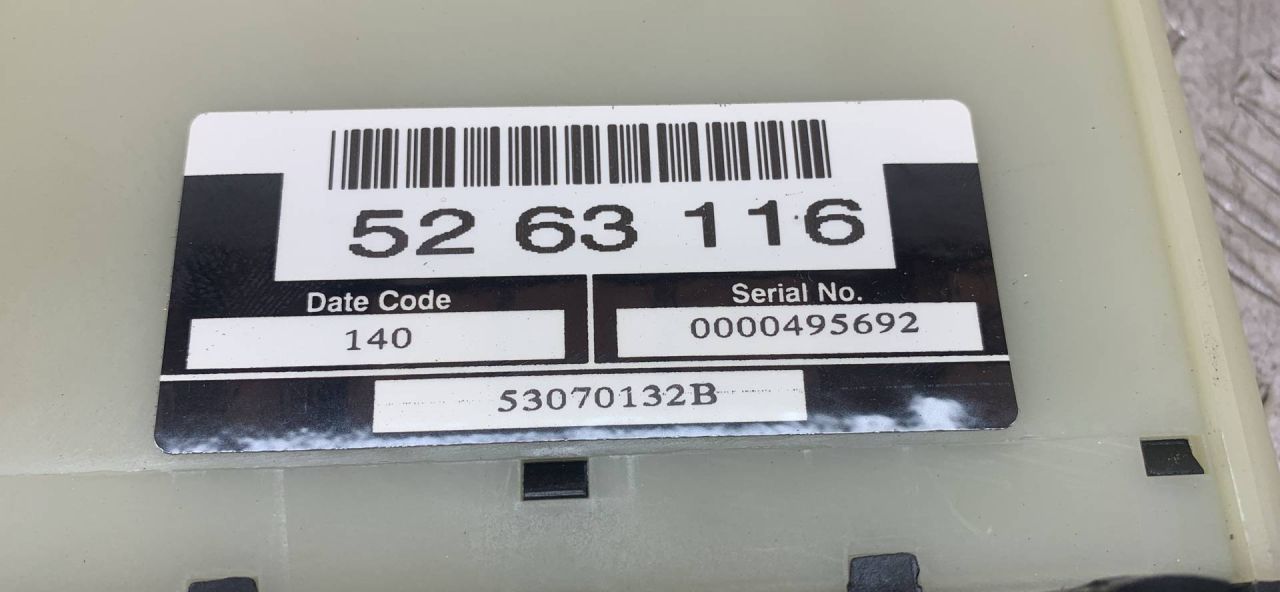 52 63 116
Date Code
Serial No.
140
0000495692
53070132B